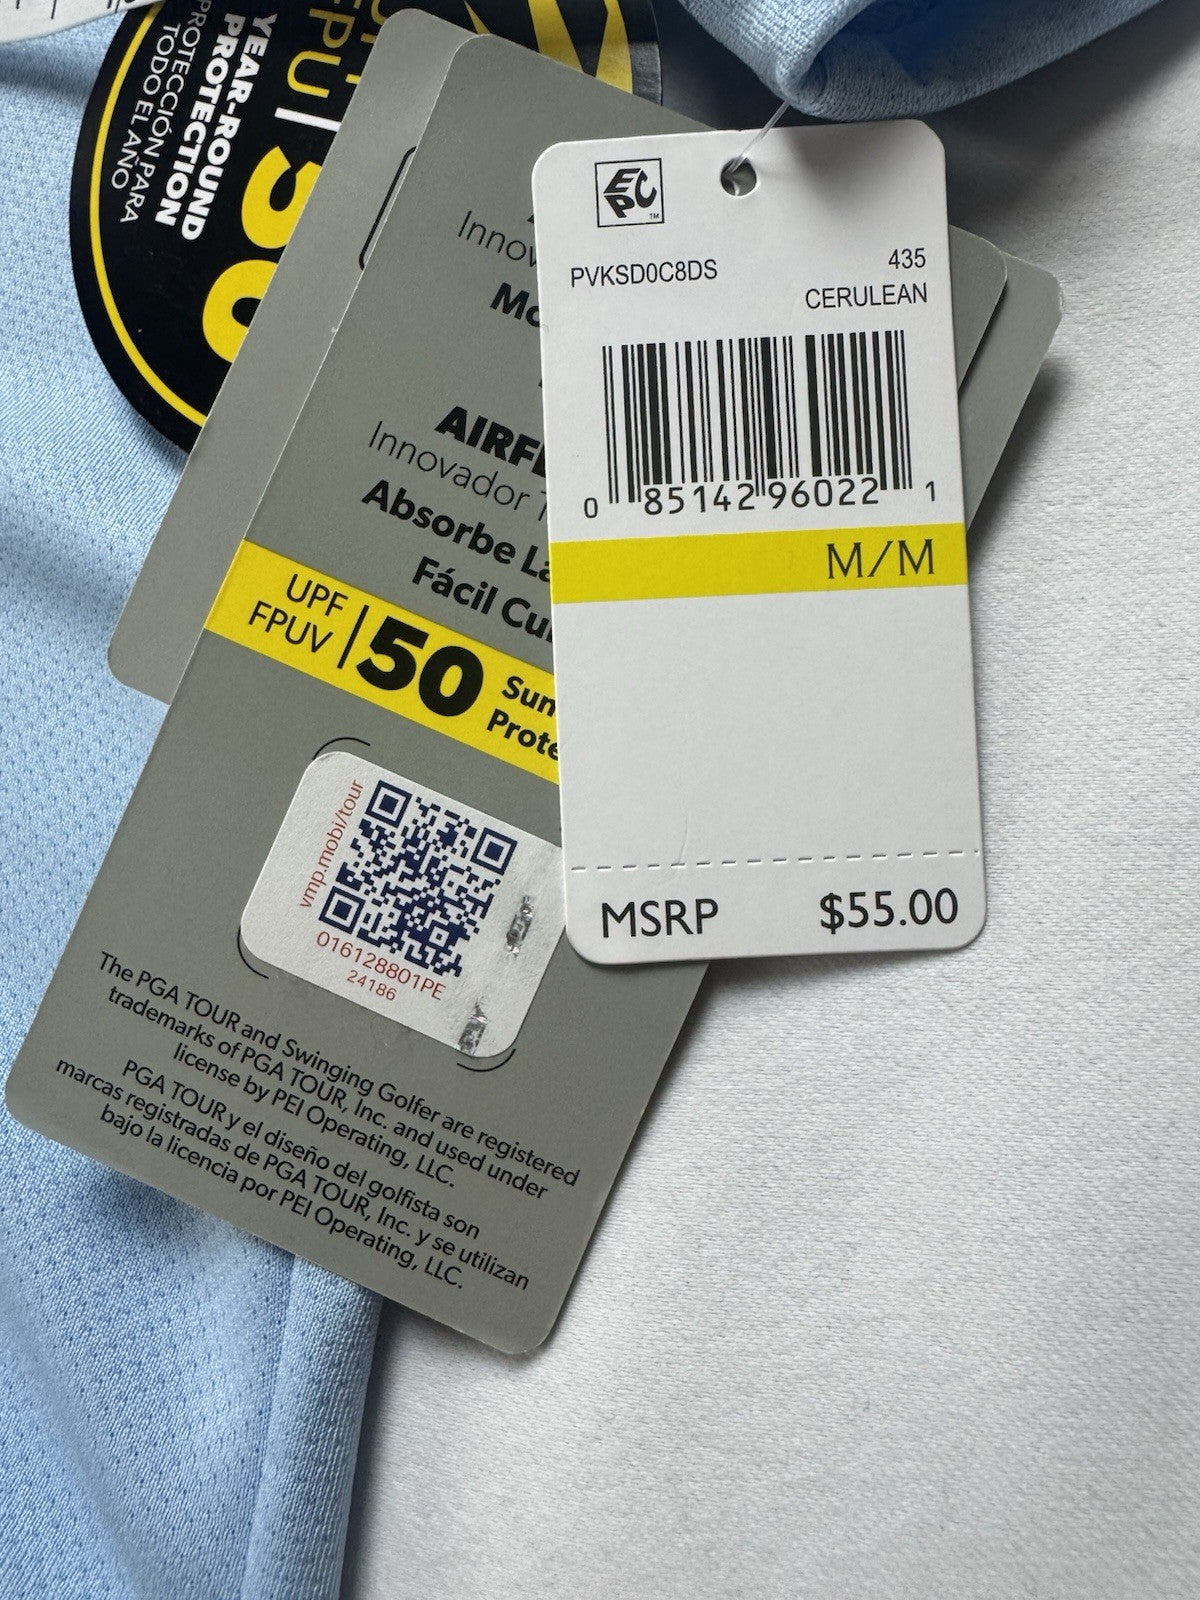 FPU
50
YEAR-ROUND
PROTECTION
PROTECCIÓN PARA
TODO EL AÑO
AIRFL
Innovador
Absorbe La
Fácil Cui
UPF
FPUV
50
Sun
Prote
vmp.mobi/tour
016128801PE
24186
The PGA TOUR and Swinging Golfer are registered
trademarks of PGA TOUR, Inc. and used under
license by PEI Operating, LLC.
PGA TOUR y el diseño del golfista son
marcas registradas de PGA TOUR, Inc. y se utilizan
bajo la licencia por PEI Operating, LLC.
EPC
TM
PVKSD0C8DS
435
CERULEAN
0 85142 96022 1
M/M
MSRP $55.00